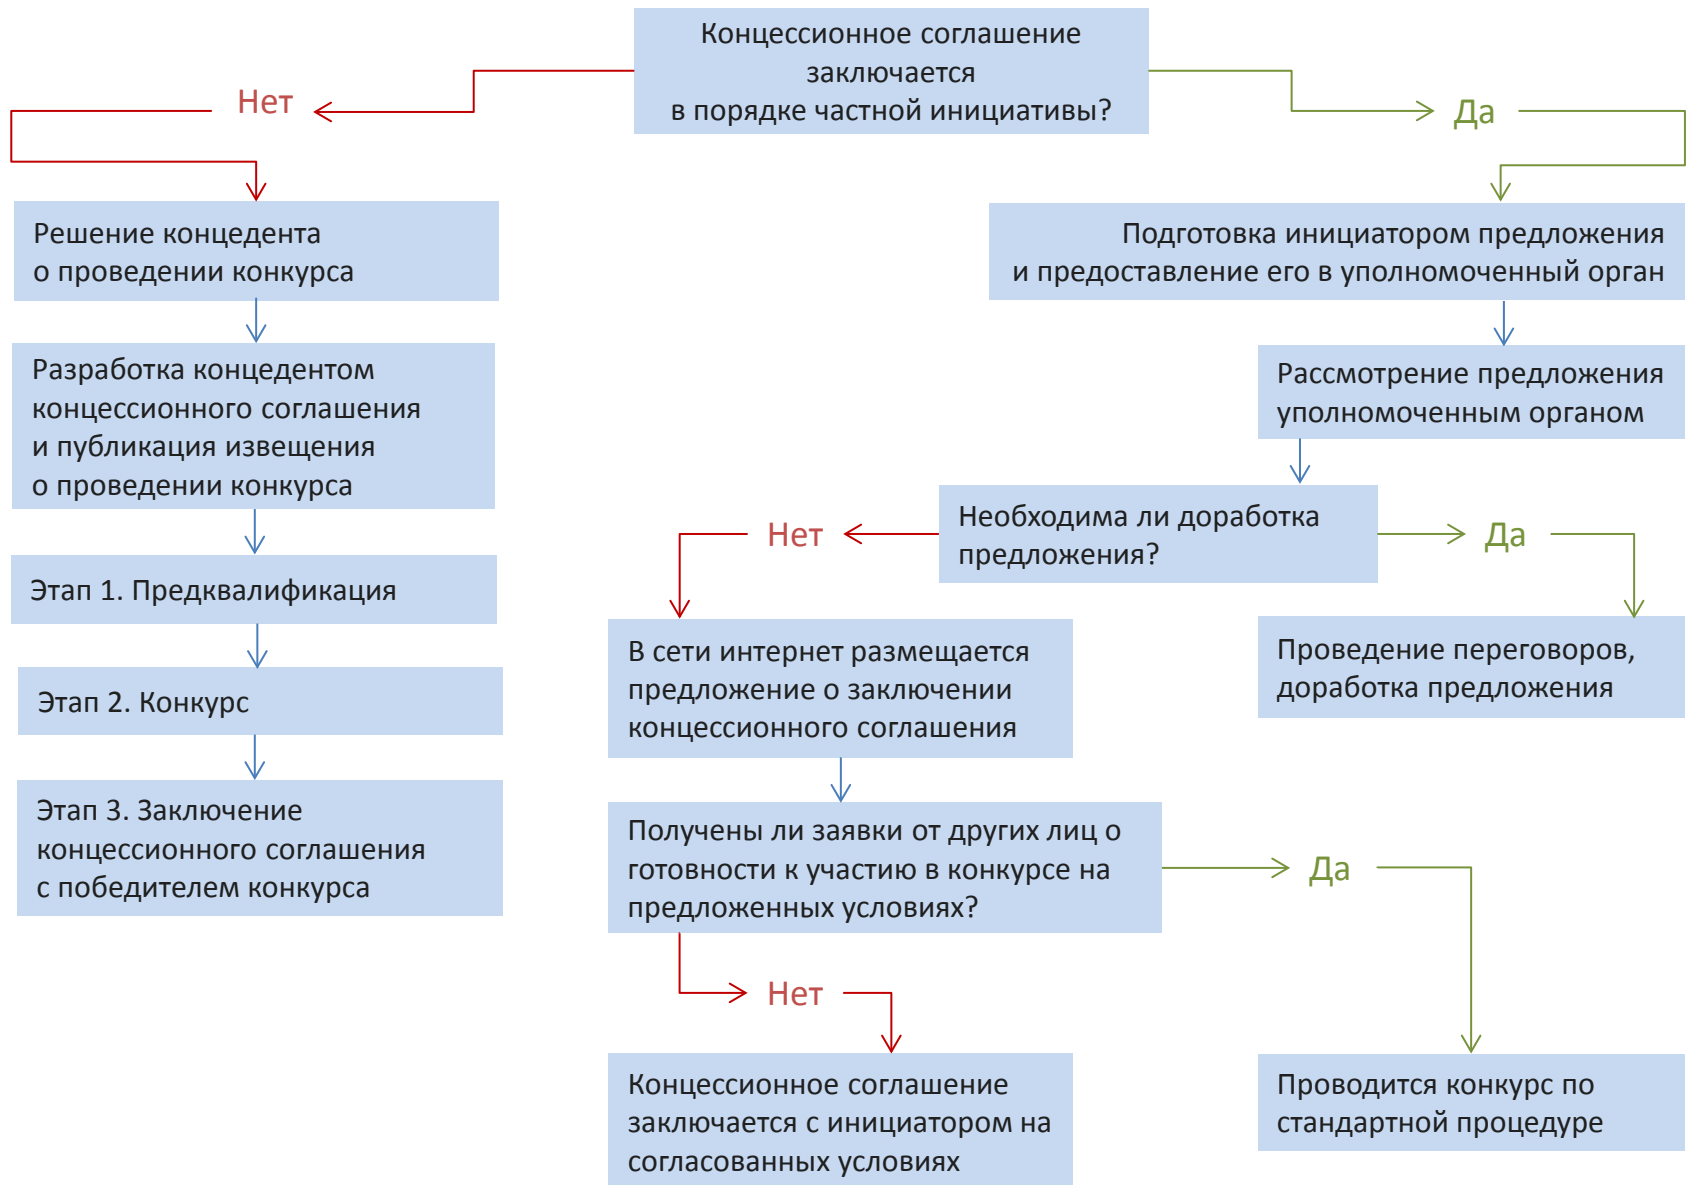 Концессионное соглашение
заключается
в порядке частной инициативы?
Нет
Да
Решение концедента
о проведении конкурса
Разработка концедентом
концессионного соглашения
и публикация извещения
о проведении конкурса
Этап 1. Предквалификация
Этап 2. Конкурс
Этап 3. Заключение
концессионного соглашения
с победителем конкурса
Подготовка инициатором предложения
и предоставление его в уполномоченный орган
Рассмотрение предложения
уполномоченным органом
Необходима ли доработка
предложения?
Нет
Да
В сети интернет размещается
предложение о заключении
концессионного соглашения
Проведение переговоров,
доработка предложения
Получены ли заявки от других лиц о
готовности к участию в конкурсе на
предложенных условиях?
Да
Нет
Концессионное соглашение
заключается с инициатором на
согласованных условиях
Проводится конкурс по
стандартной процедуре